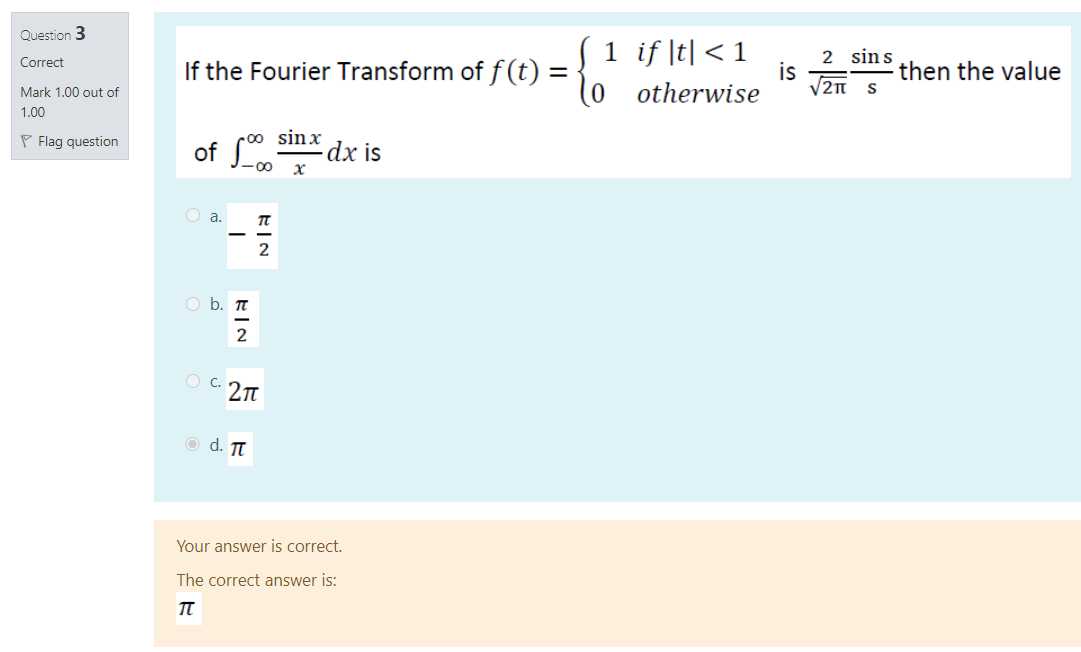 Question 3
Correct
Mark 1.00 out of
1.00
Flag question
If the Fourier Transform of f(t) = { 1 if |t| < 1 0 otherwise is 2/√2π sin s/s then the value
of ∫_{-∞}^{∞} sin x/x dx is
a. − π/2
b. π/2
c. 2π
d. π
Your answer is correct.
The correct answer is:
π